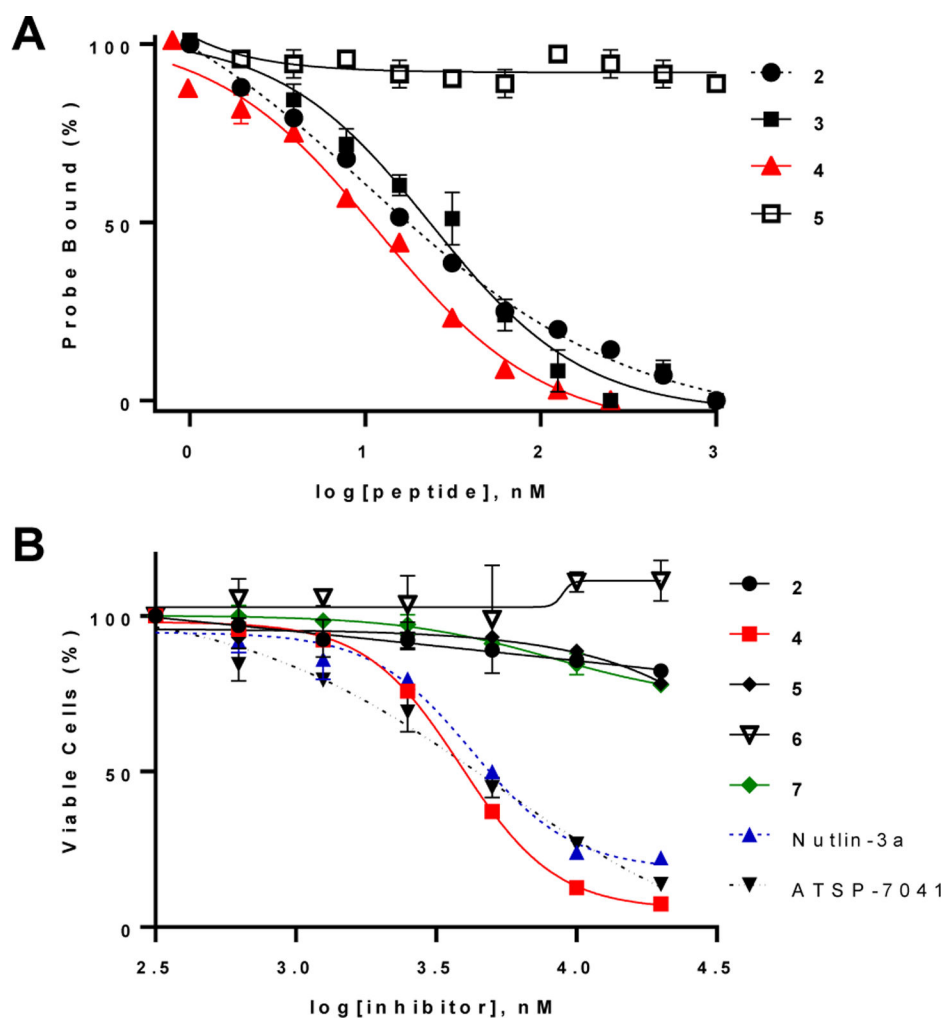 A
Probe Bound (%)
100
50
0
0 1 2 3
log[peptide], nM
2
3
4
5
B
Viable Cells (%)
100
50
0
2.5 3.0 3.5 4.0 4.5
log[inhibitor], nM
2
4
5
6
7
Nutlin-3a
ATSP-7041